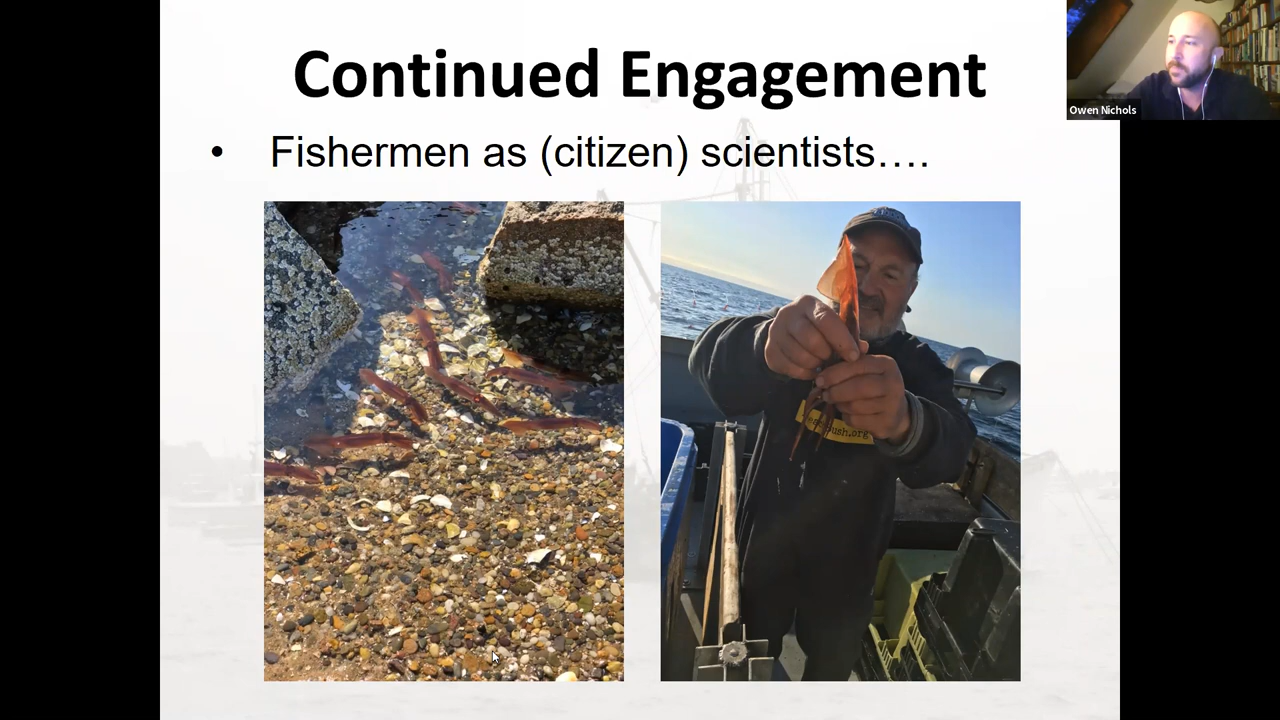 Continued Engagement
Owen Nichols
• Fishermen as (citizen) scientists….